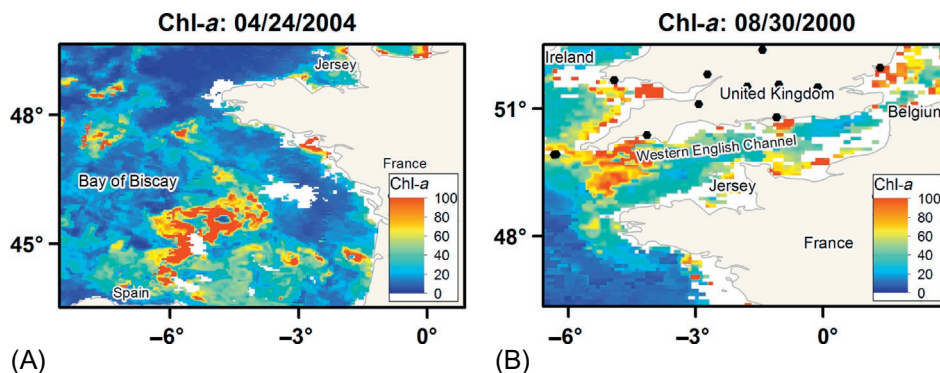 Chl-a: 04/24/2004
Jersey
48°
France
Bay of Biscay
Chl-a
100
80
60
40
20
0
45°
Spain
−6°
−3°
0°
(A)
Chl-a: 08/30/2000
Ireland
51°
United Kingdom
Belgium
Western English Channel
Jersey
Chl-a
100
80
60
40
20
0
48°
France
−6°
−3°
0°
(B)